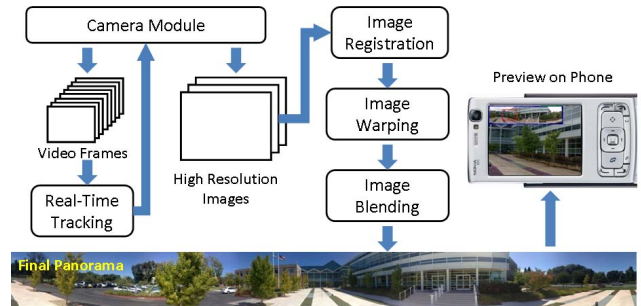 Camera Module
Video Frames
Real-Time
Tracking
High Resolution
Images
Image
Registration
Image
Warping
Image
Blending
Preview on Phone
Final Panorama